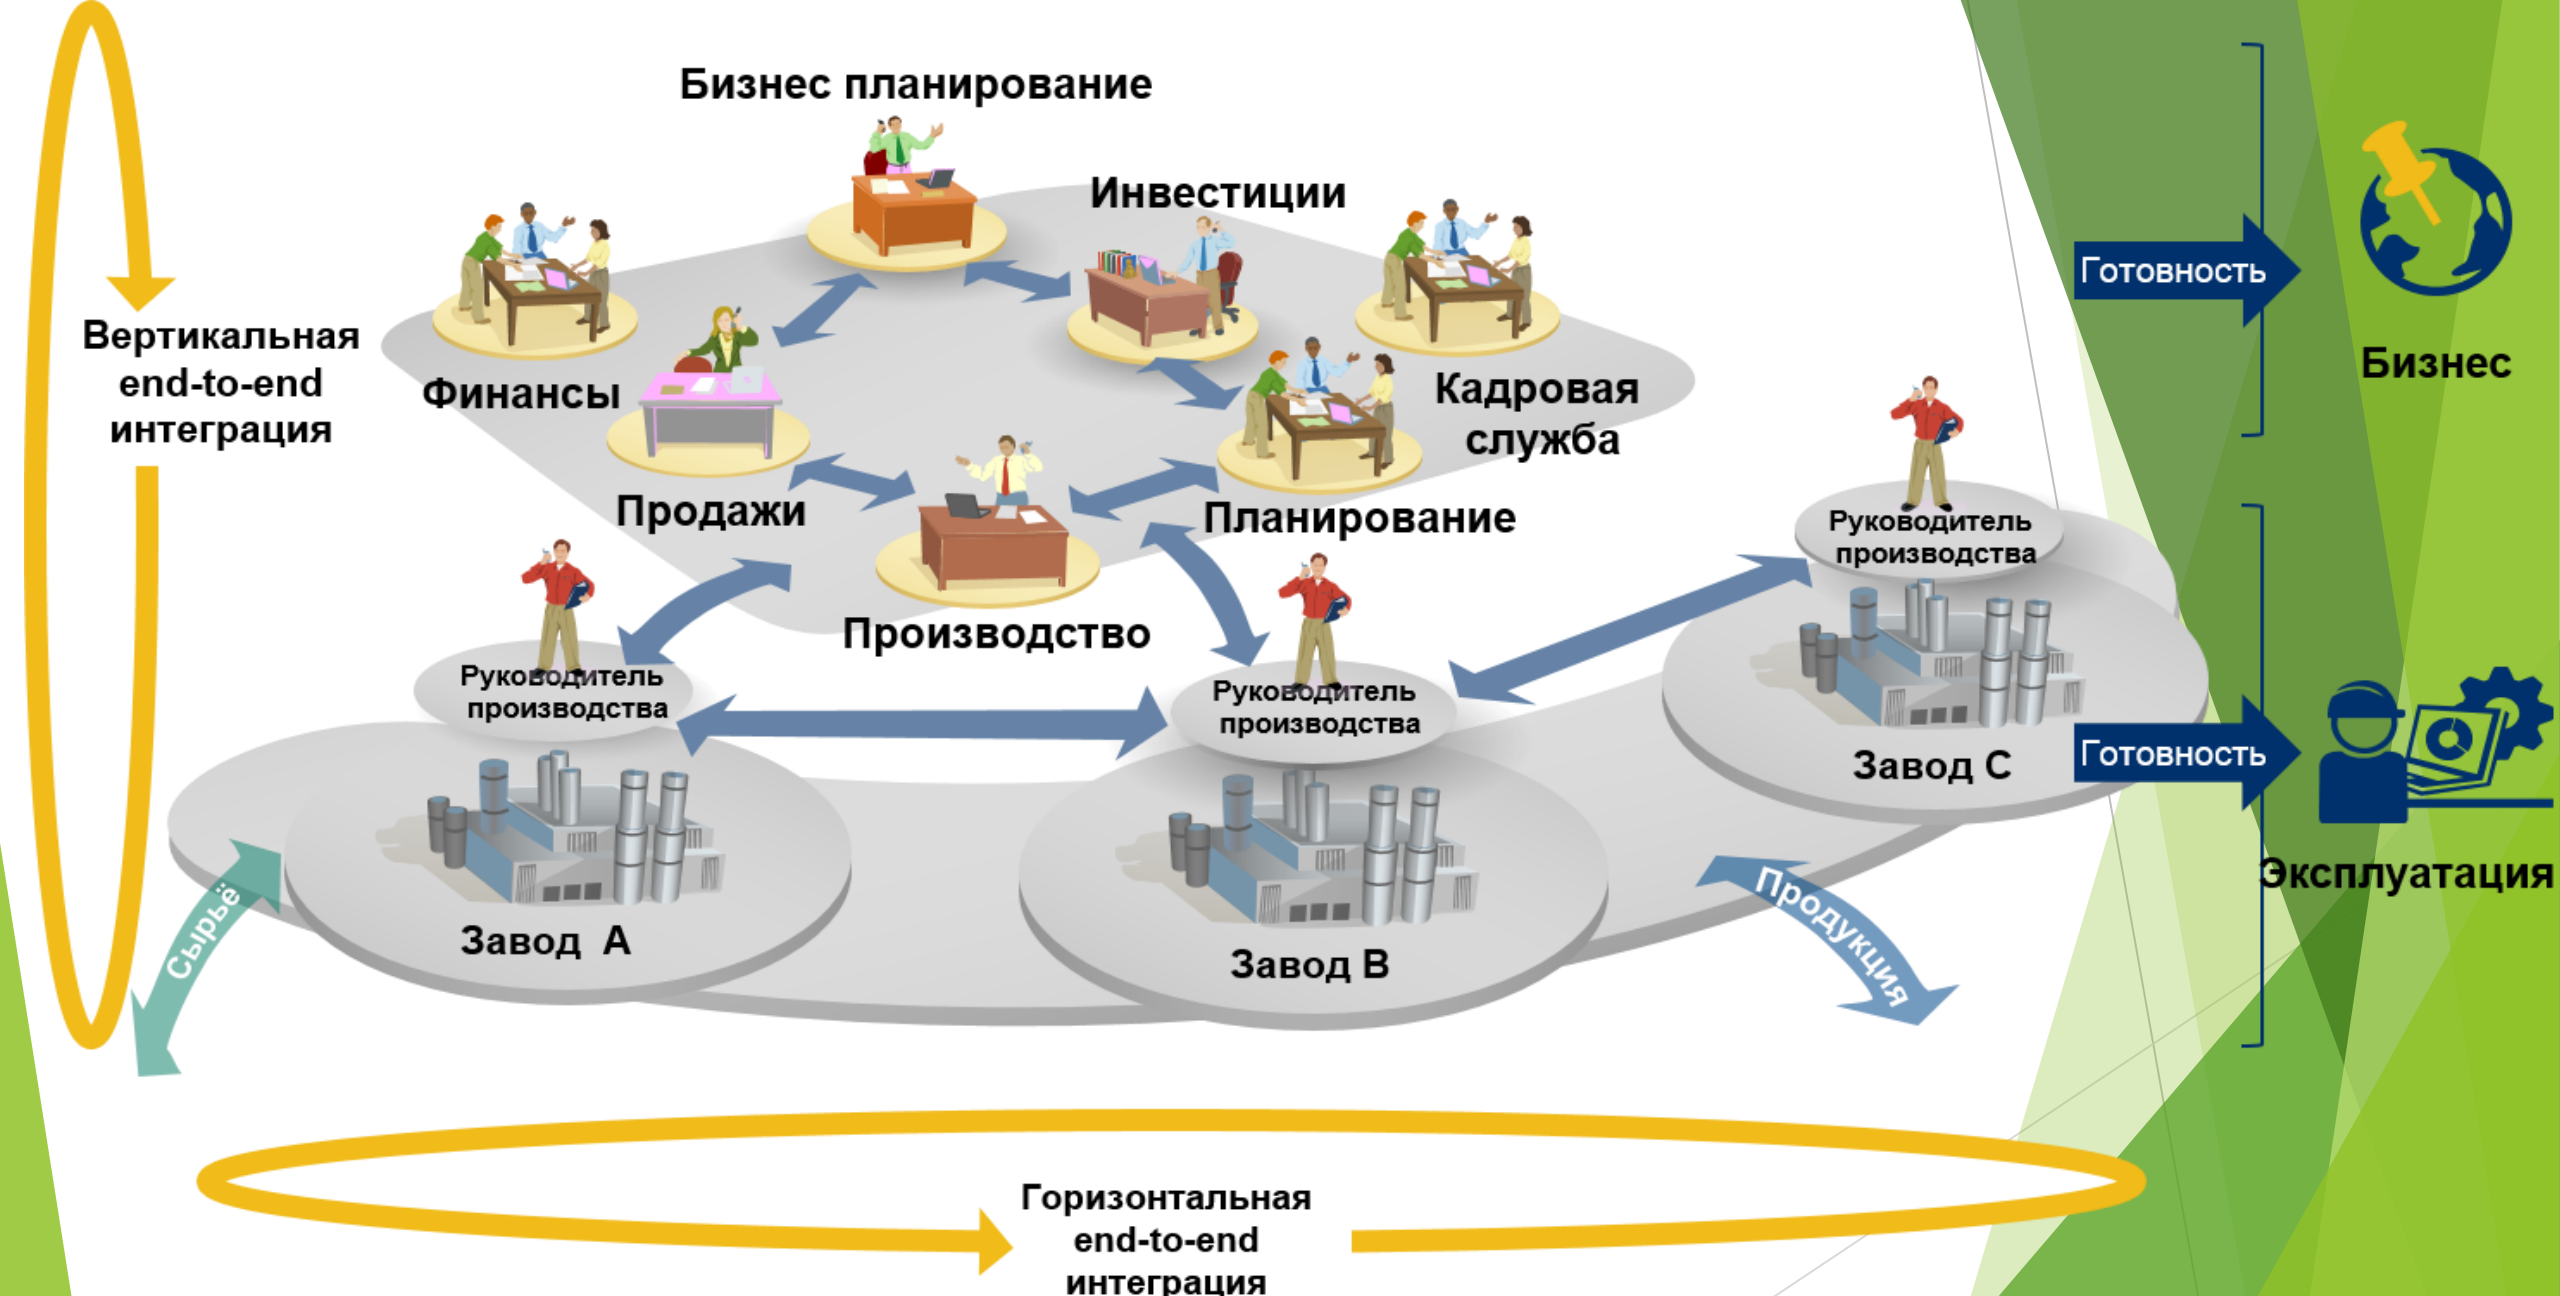 Бизнес планирование
Инвестиции
Готовность
Вертикальная
end-to-end
интеграция
Финансы
Кадровая
служба
Бизнес
Продажи
Планирование
Руководитель
производства
Производство
Руководитель
производства
Руководитель
производства
Завод С
Готовность
Эксплуатация
Сырьё
Завод  А
Завод В
Продукция
Горизонтальная
end-to-end
интеграция